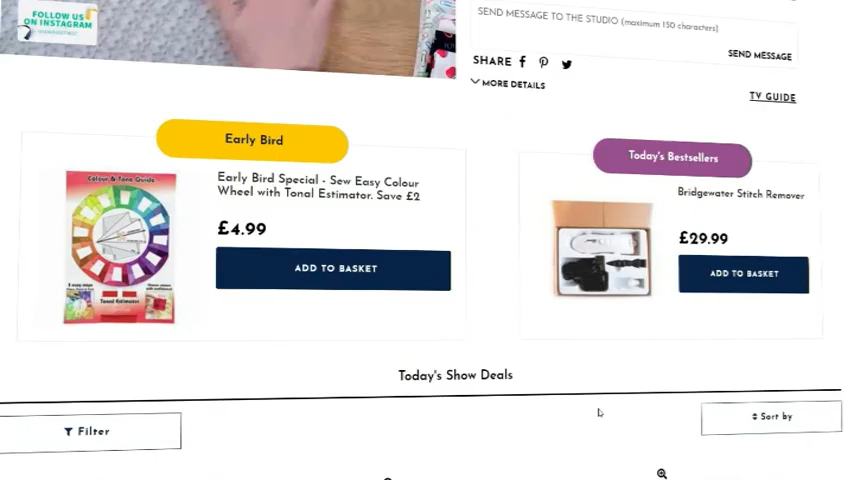 FOLLOW US
ON INSTAGRAM
SEND MESSAGE TO THE STUDIO (maximum 150 characters)
SEND MESSAGE
SHARE
MORE DETAILS
TV GUIDE
Early Bird
Today's Bestsellers
Colour & Tone Guide
Early Bird Special - Sew Easy Colour
Wheel with Tonal Estimator. Save £2
£4.99
ADD TO BASKET
Tonal Estimator
Bridgewater Stitch Remover
£29.99
ADD TO BASKET
Today's Show Deals
Filter
Sort by